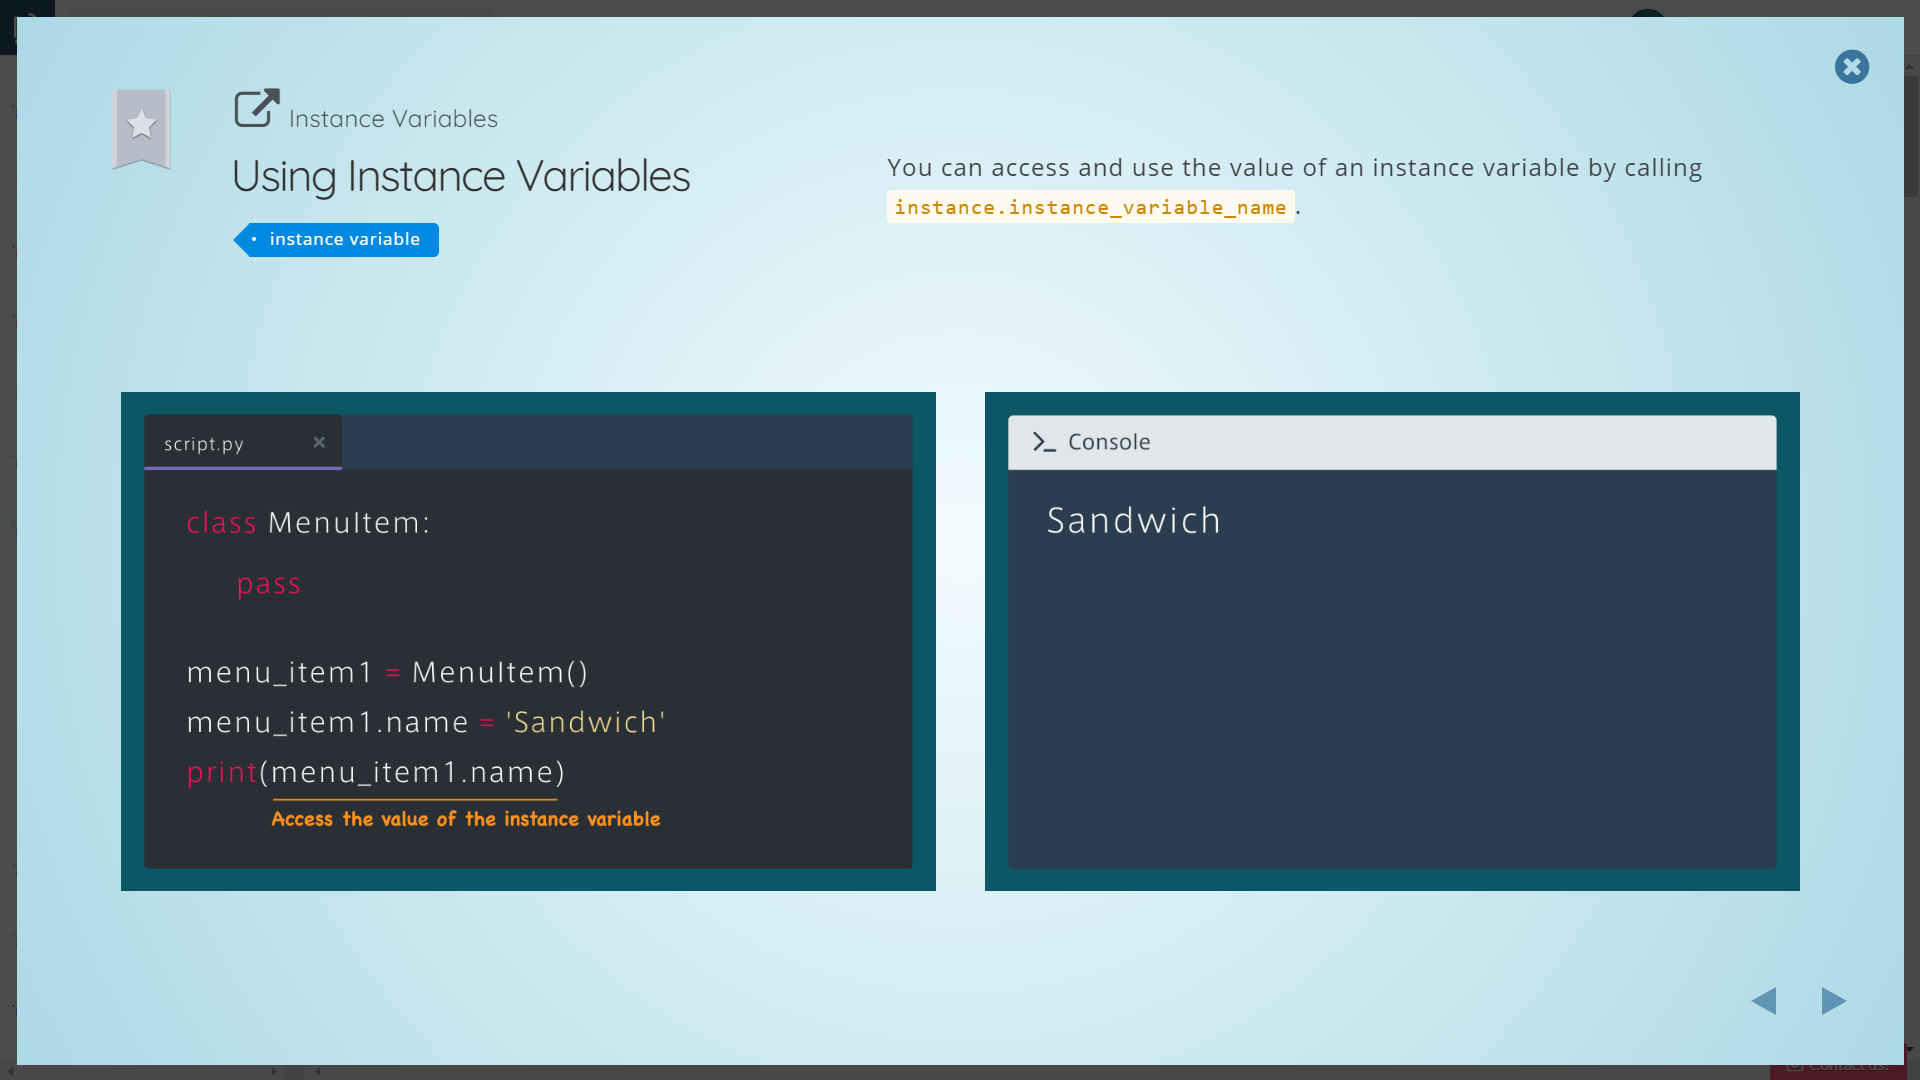 Instance Variables
Using Instance Variables
• instance variable
You can access and use the value of an instance variable by calling
instance.instance_variable_name.
script.py
class MenuItem:
pass
menu_item1 = MenuItem()
menu_item1.name = 'Sandwich'
print(menu_item1.name)
Access the value of the instance variable
Console
Sandwich
Contact us!